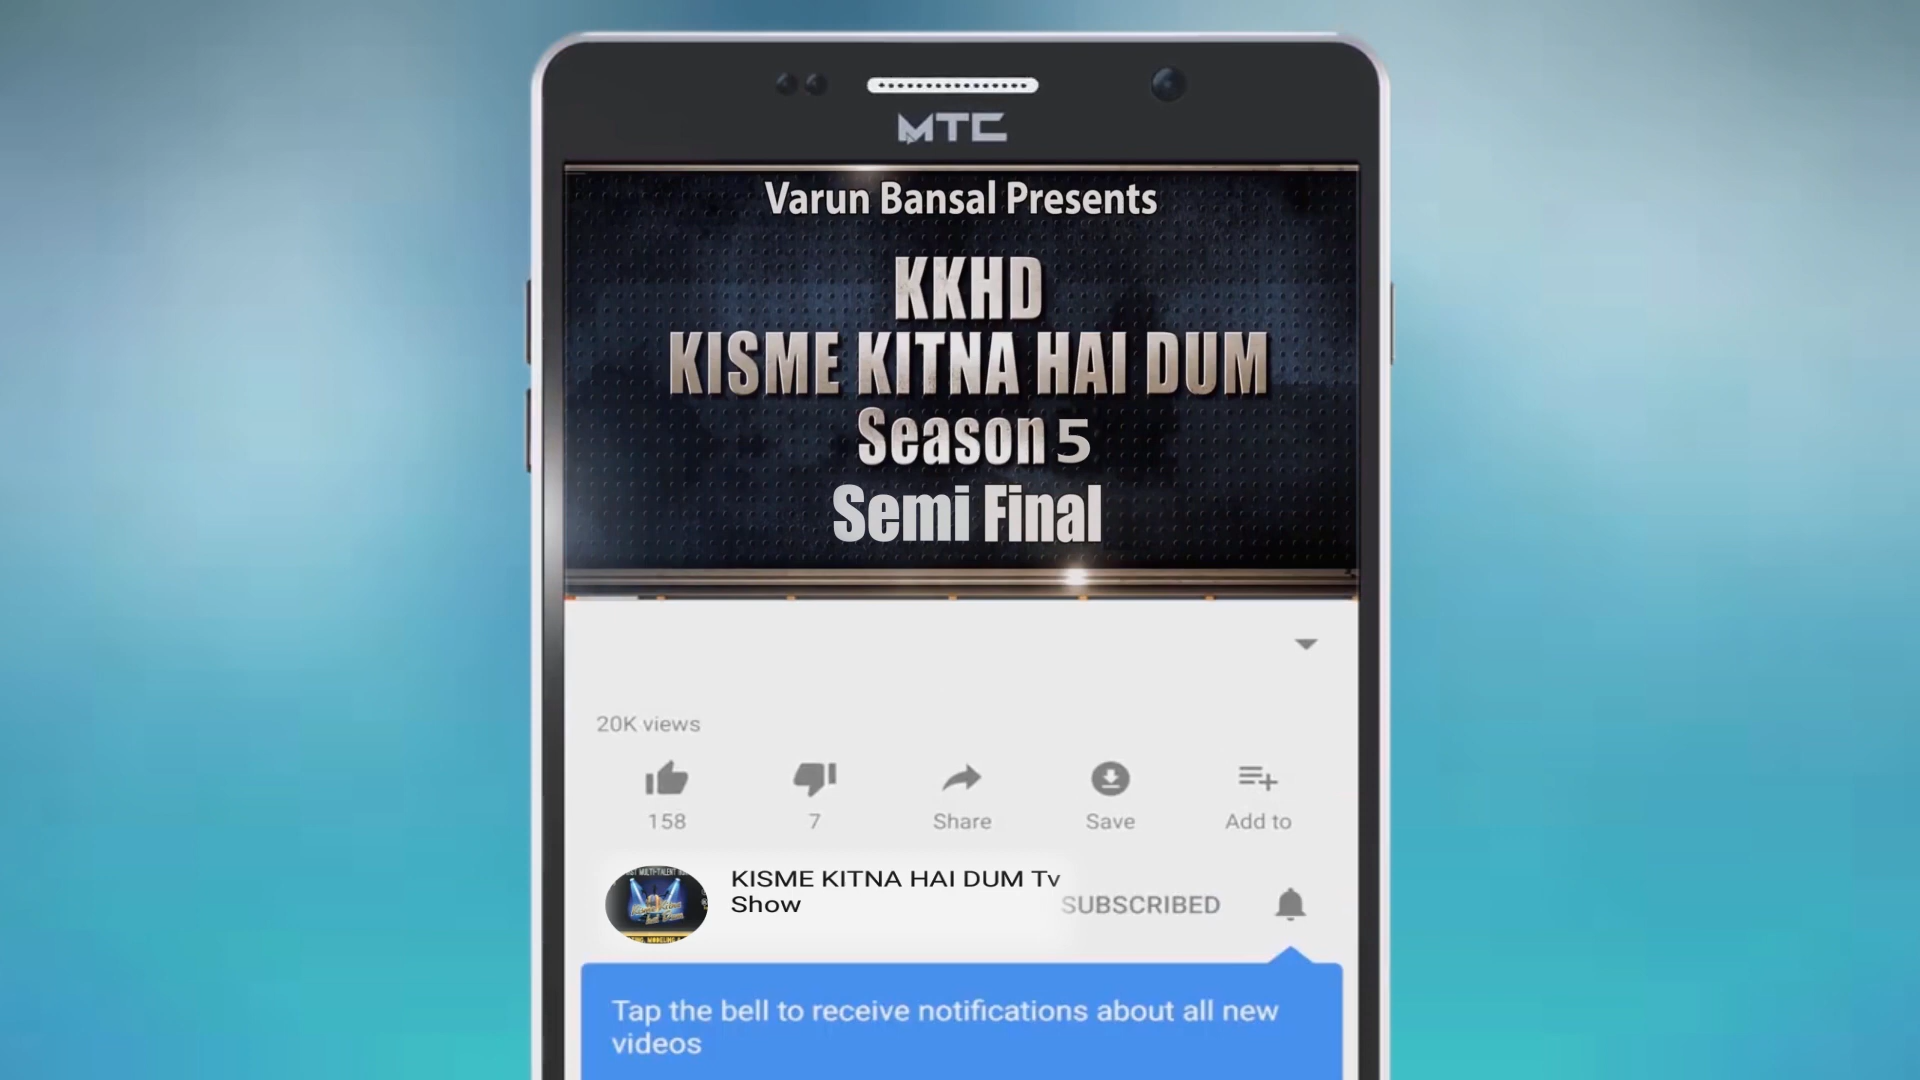 MTC
Varun Bansal Presents
KKHD
KISME KITNA HAI DUM
Season 5
Semi Final
20K views
158
7
Share
Save
Add to
KISME KITNA HAI DUM Tv
Show
SUBSCRIBED
Tap the bell to receive notifications about all new
videos